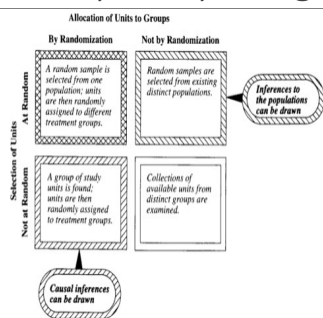 Allocation of Units to Groups
By Randomization
Not by Randomization
Selection of Units
At Random
Not at Random
A random sample is
selected from one
population; units
are then randomly
assigned to different
treatment groups.
Random samples are
selected from existing
distinct populations.
Inferences to
the populations
can be drawn
A group of study
units is found;
units are then
randomly assigned
to treatment groups.
Collections of
available units from
distinct groups are
examined.
Causal inferences
can be drawn